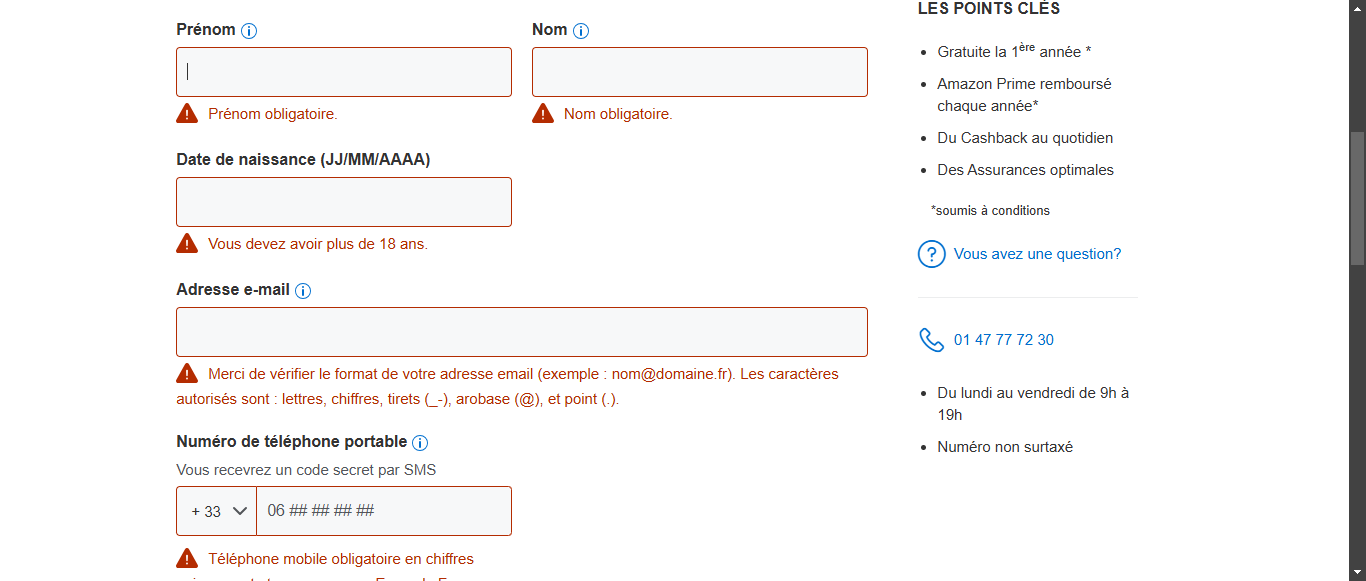 Prénom
Nom
Prénom obligatoire.
Nom obligatoire.
Date de naissance (JJ/MM/AAAA)
Vous devez avoir plus de 18 ans.
Adresse e-mail
Merci de vérifier le format de votre adresse email (exemple : nom@domaine.fr). Les caractères
autorisés sont : lettres, chiffres, tirets (_-), arobase (@), et point (.).
Numéro de téléphone portable
Vous recevrez un code secret par SMS
+ 33
06 ## ## ## ##
Téléphone mobile obligatoire en chiffres
LES POINTS CLÉS
Gratuite la 1ère année *
Amazon Prime remboursé
chaque année*
Du Cashback au quotidien
Des Assurances optimales
*soumis à conditions
Vous avez une question?
01 47 77 72 30
Du lundi au vendredi de 9h à
19h
Numéro non surtaxé